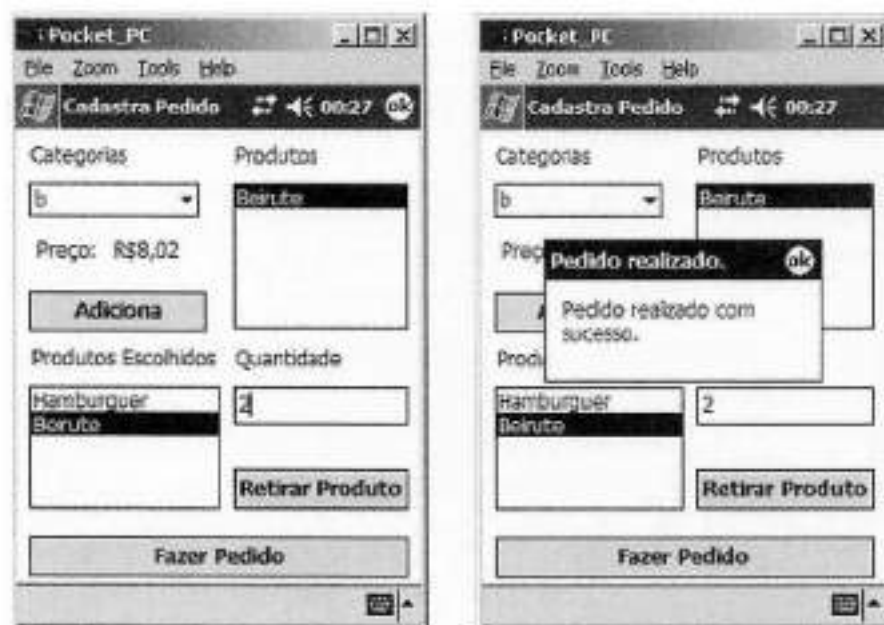 Pocket_PC
File Zoom Tools Help
Cadastra Pedido 00:27 ok
Categorias Produtos
b Beirute
Preço: R$8,02
Adiciona
Produtos Escolhidos Quantidade
Hamburguer 2
Beirute
Retirar Produto
Fazer Pedido
Pocket_PC
File Zoom Tools Help
Cadastra Pedido 00:27
Categorias Produtos
b Beirute
Preç
Pedido realizado. ok
A
Pedido realizado com
sucesso.
Produ
Hamburguer 2
Beirute
Retirar Produto
Fazer Pedido